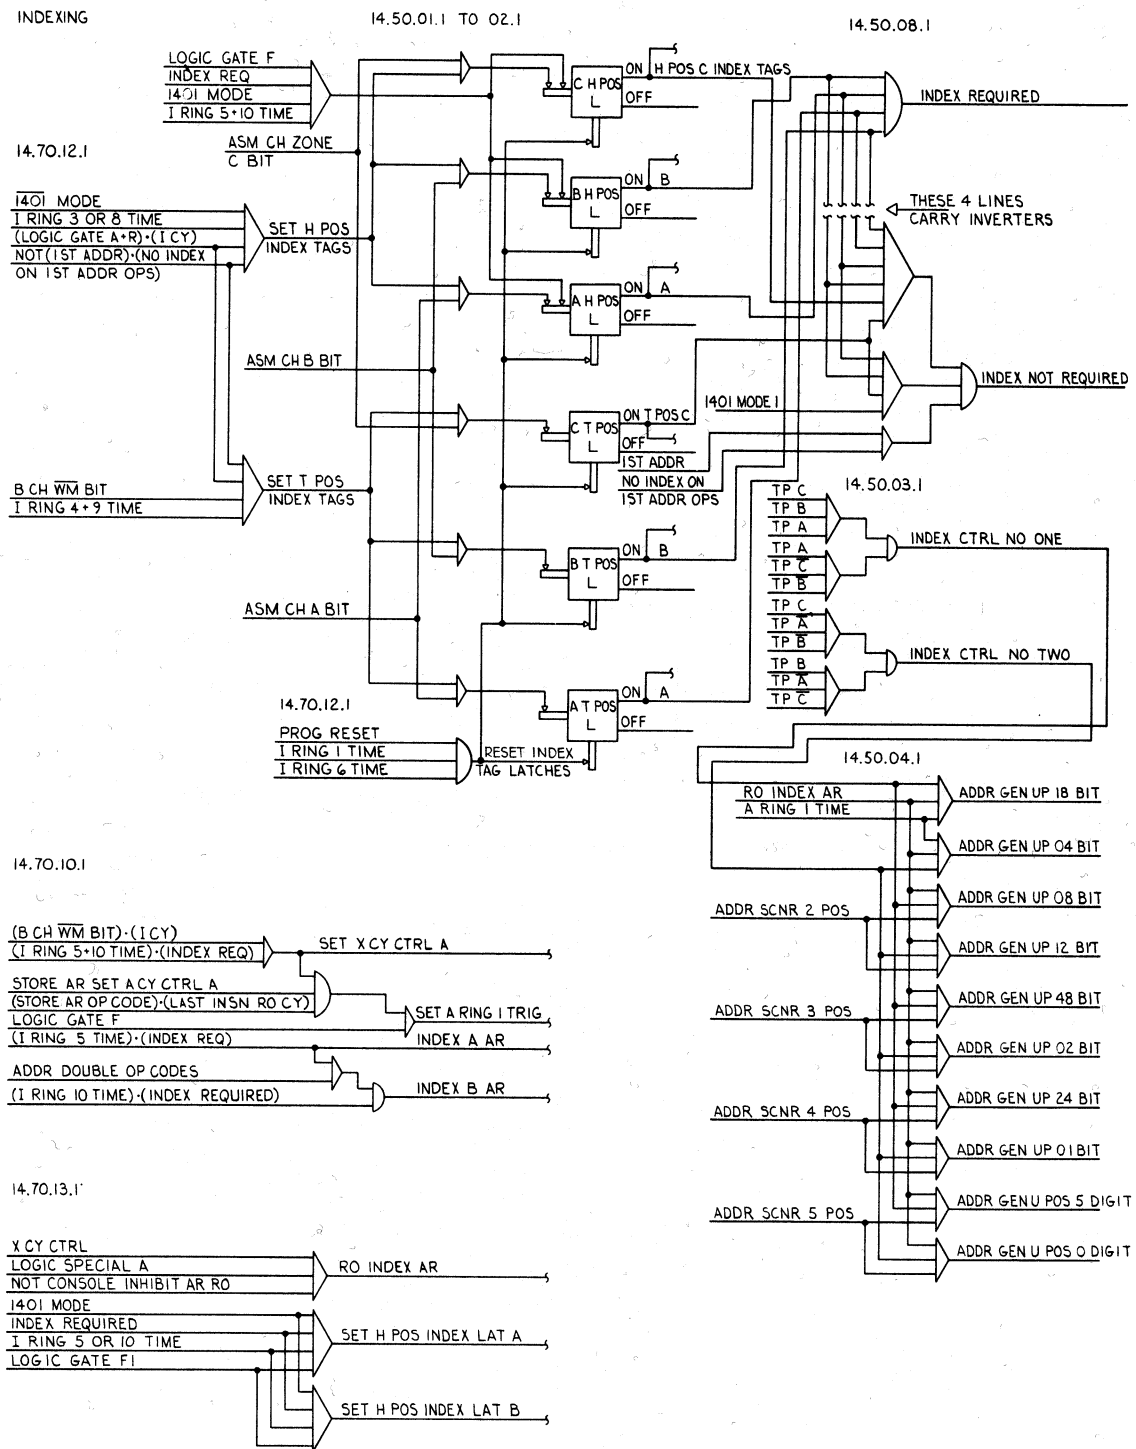 INDEXING
14.50.01.1 TO 02.1
14.50.08.1
LOGIC GATE F
INDEX REQ
1401 MODE
I RING 5+10 TIME
14.70.12.1
ASM CH ZONE
C BIT
1̅4̅0̅1̅ MODE
I RING 3 OR 8 TIME
(LOGIC GATE A+R)·(I CY)
NOT(1ST ADDR)·(NO INDEX
ON 1ST ADDR OPS)
SET H POS
INDEX TAGS
ASM CH B BIT
B CH W̅M̅ BIT
I RING 4+9 TIME
SET T POS
INDEX TAGS
ASM CH A BIT
14.70.12.1
PROG RESET
I RING 1 TIME
I RING 6 TIME
RESET INDEX
TAG LATCHES
C H POS
L
ON
H POS C INDEX TAGS
OFF
B H POS
L
ON
B
OFF
A H POS
L
ON
A
OFF
C T POS
L
ON
T POS C
OFF
1ST ADDR
NO INDEX ON
1ST ADDR OPS
B T POS
L
ON
B
OFF
A T POS
L
ON
A
OFF
INDEX REQUIRED
THESE 4 LINES
CARRY INVERTERS
1401 MODE 1
INDEX NOT REQUIRED
14.50.03.1
TP C
TP B
TP A
TP A
TP C̅
TP B̅
INDEX CTRL NO ONE
TP C
TP A̅
TP B̅
TP B
TP A̅
TP C̅
INDEX CTRL NO TWO
14.50.04.1
RO INDEX AR
A RING 1 TIME
ADDR GEN UP 18 BIT
ADDR GEN UP 04 BIT
ADDR SCNR 2 POS
ADDR GEN UP 08 BIT
ADDR GEN UP 12 BIT
ADDR SCNR 3 POS
ADDR GEN UP 48 BIT
ADDR GEN UP 02 BIT
ADDR SCNR 4 POS
ADDR GEN UP 24 BIT
ADDR GEN UP 01 BIT
ADDR SCNR 5 POS
ADDR GEN U POS 5 DIGIT
ADDR GEN U POS 0 DIGIT
14.70.10.1
(B CH W̅M̅ BIT)·(I CY)
(I RING 5+10 TIME)·(INDEX REQ)
SET X CY CTRL A
STORE AR SET A CY CTRL A
(STORE AR OP CODE)·(LAST INSN RO CY)
LOGIC GATE F
SET A RING 1 TRIG
(I RING 5 TIME)·(INDEX REQ)
INDEX A AR
ADDR DOUBLE OP CODES
(I RING 10 TIME)·(INDEX REQUIRED)
INDEX B AR
14.70.13.1
X CY CTRL
LOGIC SPECIAL A
NOT CONSOLE INHIBIT AR RO
RO INDEX AR
1401 MODE
INDEX REQUIRED
I RING 5 OR 10 TIME
LOGIC GATE F1
SET H POS INDEX LAT A
SET H POS INDEX LAT B